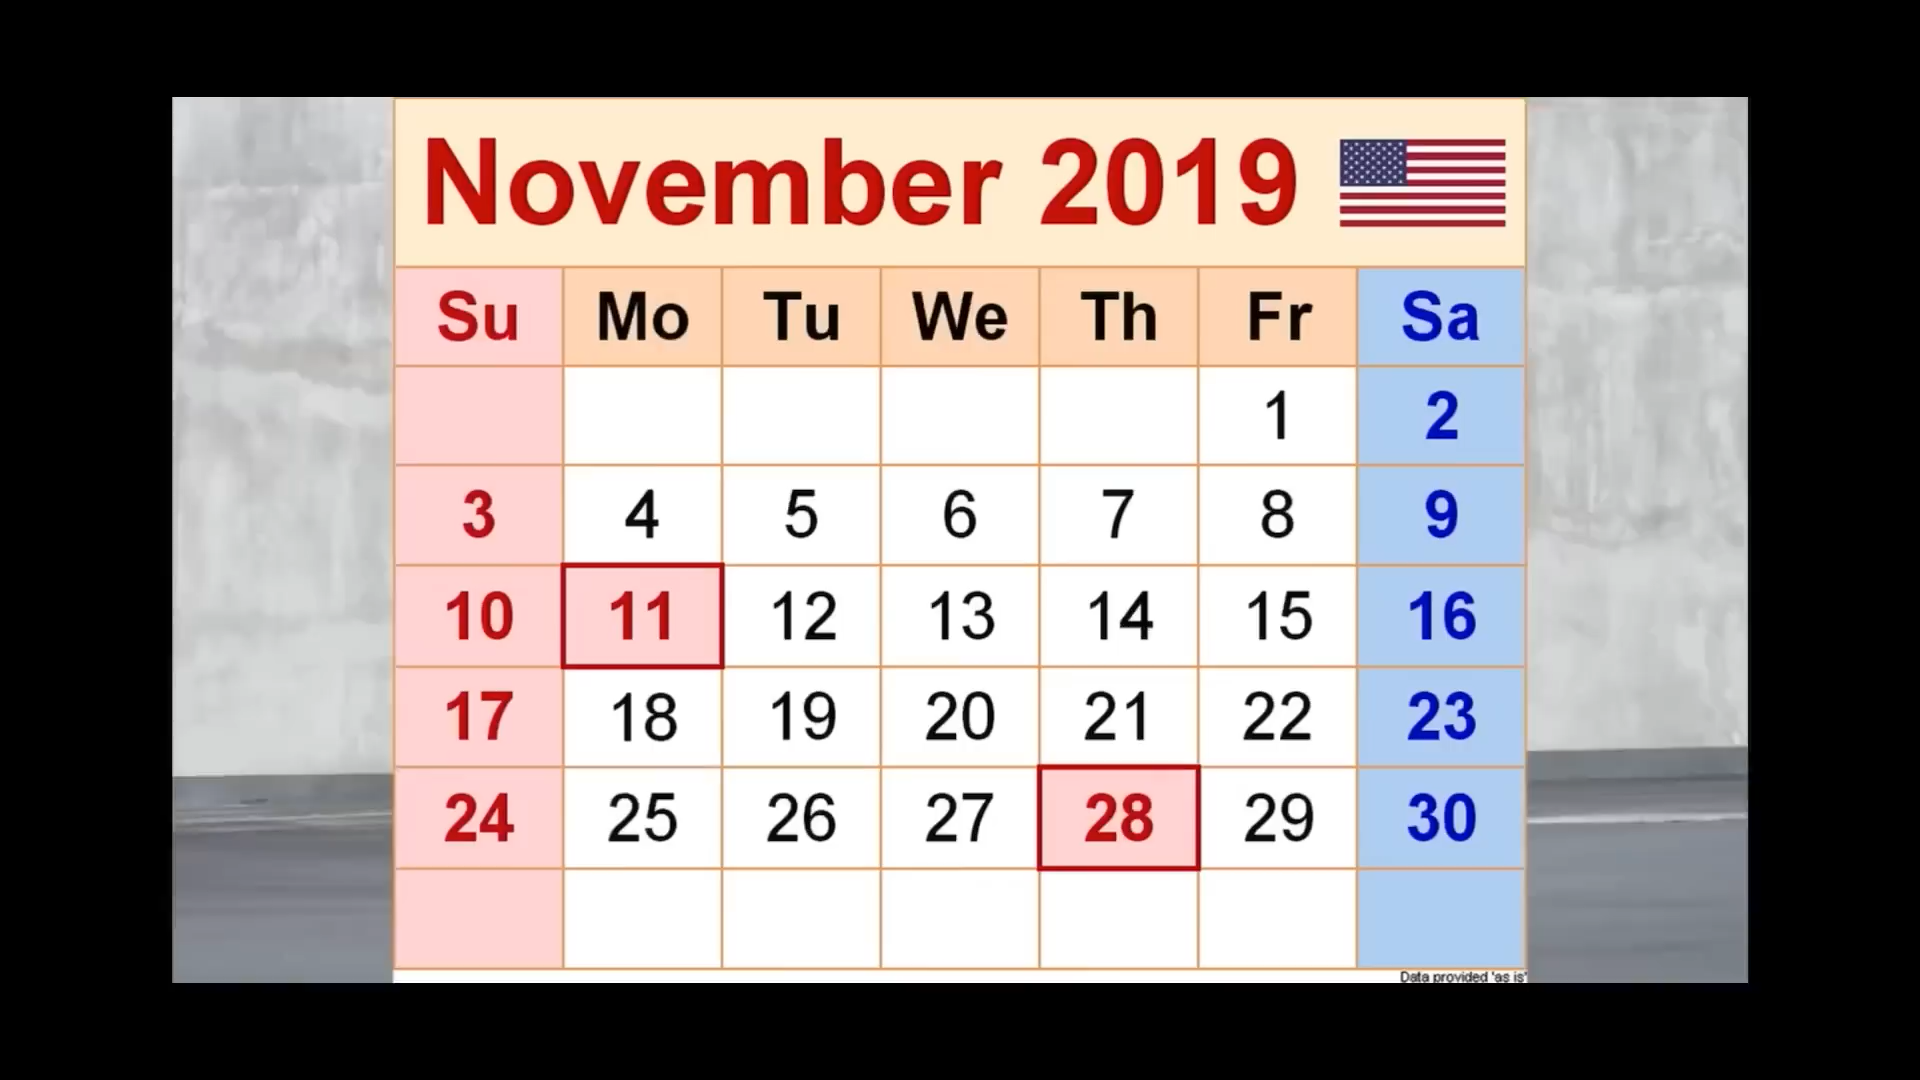 November 2019
Su Mo Tu We Th Fr Sa
1 2
3 4 5 6 7 8 9
10 11 12 13 14 15 16
17 18 19 20 21 22 23
24 25 26 27 28 29 30
Data provided 'as is'